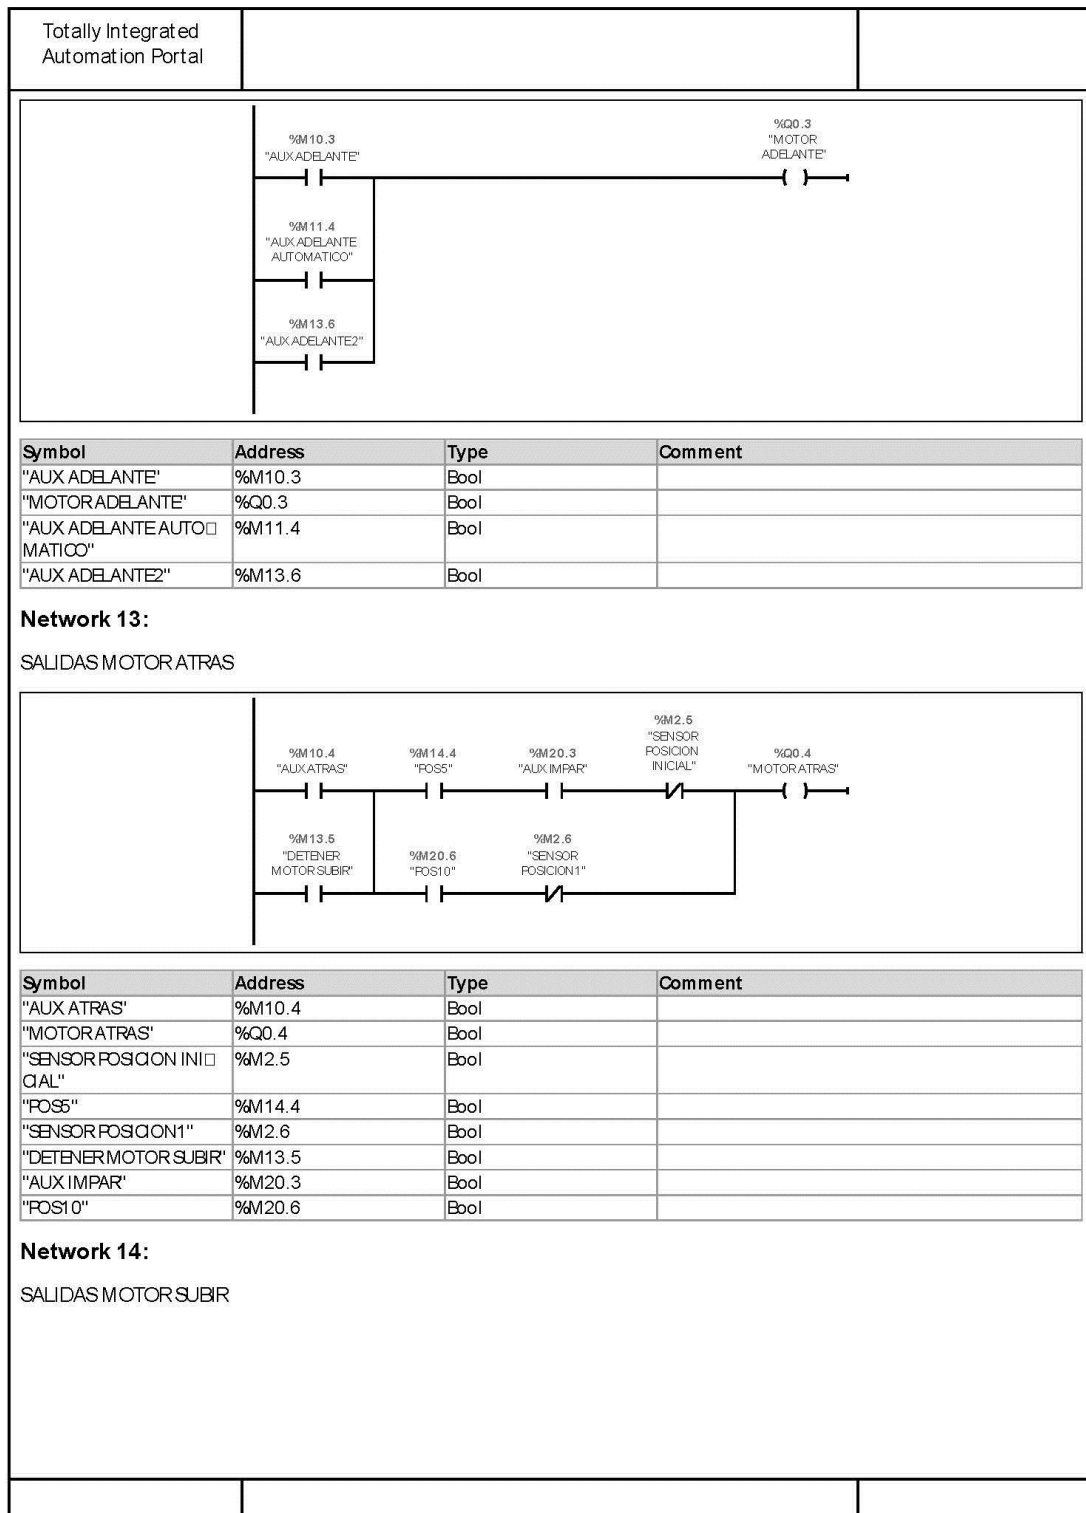 Totally Integrated
Automation Portal
%M10.3
"AUX ADELANTE"
%Q0.3
"MOTOR
ADELANTE"
%M11.4
"AUX ADELANTE
AUTOMATICO"
%M13.6
"AUX ADELANTE2"
Symbol Address Type Comment
"AUX ADELANTE" %M10.3 Bool
"MOTOR ADELANTE" %Q0.3 Bool
"AUX ADELANTE AUTO□ %M11.4 Bool
MATICO"
"AUX ADELANTE2" %M13.6 Bool
Network 13:
SALIDAS MOTOR ATRAS
%M10.4
"AUX ATRAS"
%M14.4
"POS5"
%M20.3
"AUX IMPAR"
%M2.5
"SENSOR
POSICION
INICIAL"
%Q0.4
"MOTOR ATRAS"
%M13.5
"DETENER
MOTOR SUBIR"
%M20.6
"POS10"
%M2.6
"SENSOR
POSICION1"
Symbol Address Type Comment
"AUX ATRAS" %M10.4 Bool
"MOTOR ATRAS" %Q0.4 Bool
"SENSOR POSICION INI□ %M2.5 Bool
CIAL"
"POS5" %M14.4 Bool
"SENSOR POSICION1" %M2.6 Bool
"DETENER MOTOR SUBIR" %M13.5 Bool
"AUX IMPAR" %M20.3 Bool
"POS10" %M20.6 Bool
Network 14:
SALIDAS MOTOR SUBIR